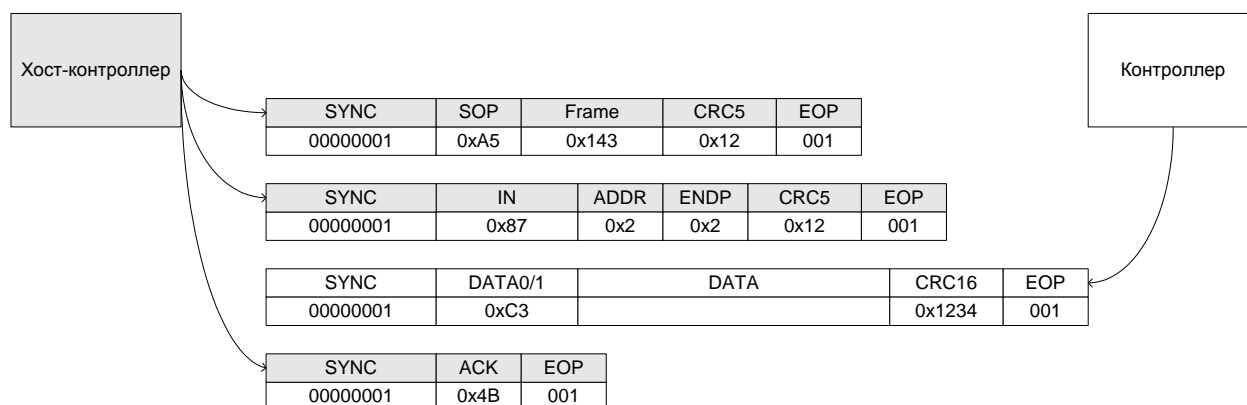 Хост-контроллер
Контроллер
SYNC SOP Frame CRC5 EOP
00000001 0xA5 0x143 0x12 001
SYNC IN ADDR ENDP CRC5 EOP
00000001 0x87 0x2 0x2 0x12 001
SYNC DATA0/1 DATA CRC16 EOP
00000001 0xC3 0x1234 001
SYNC ACK EOP
00000001 0x4B 001